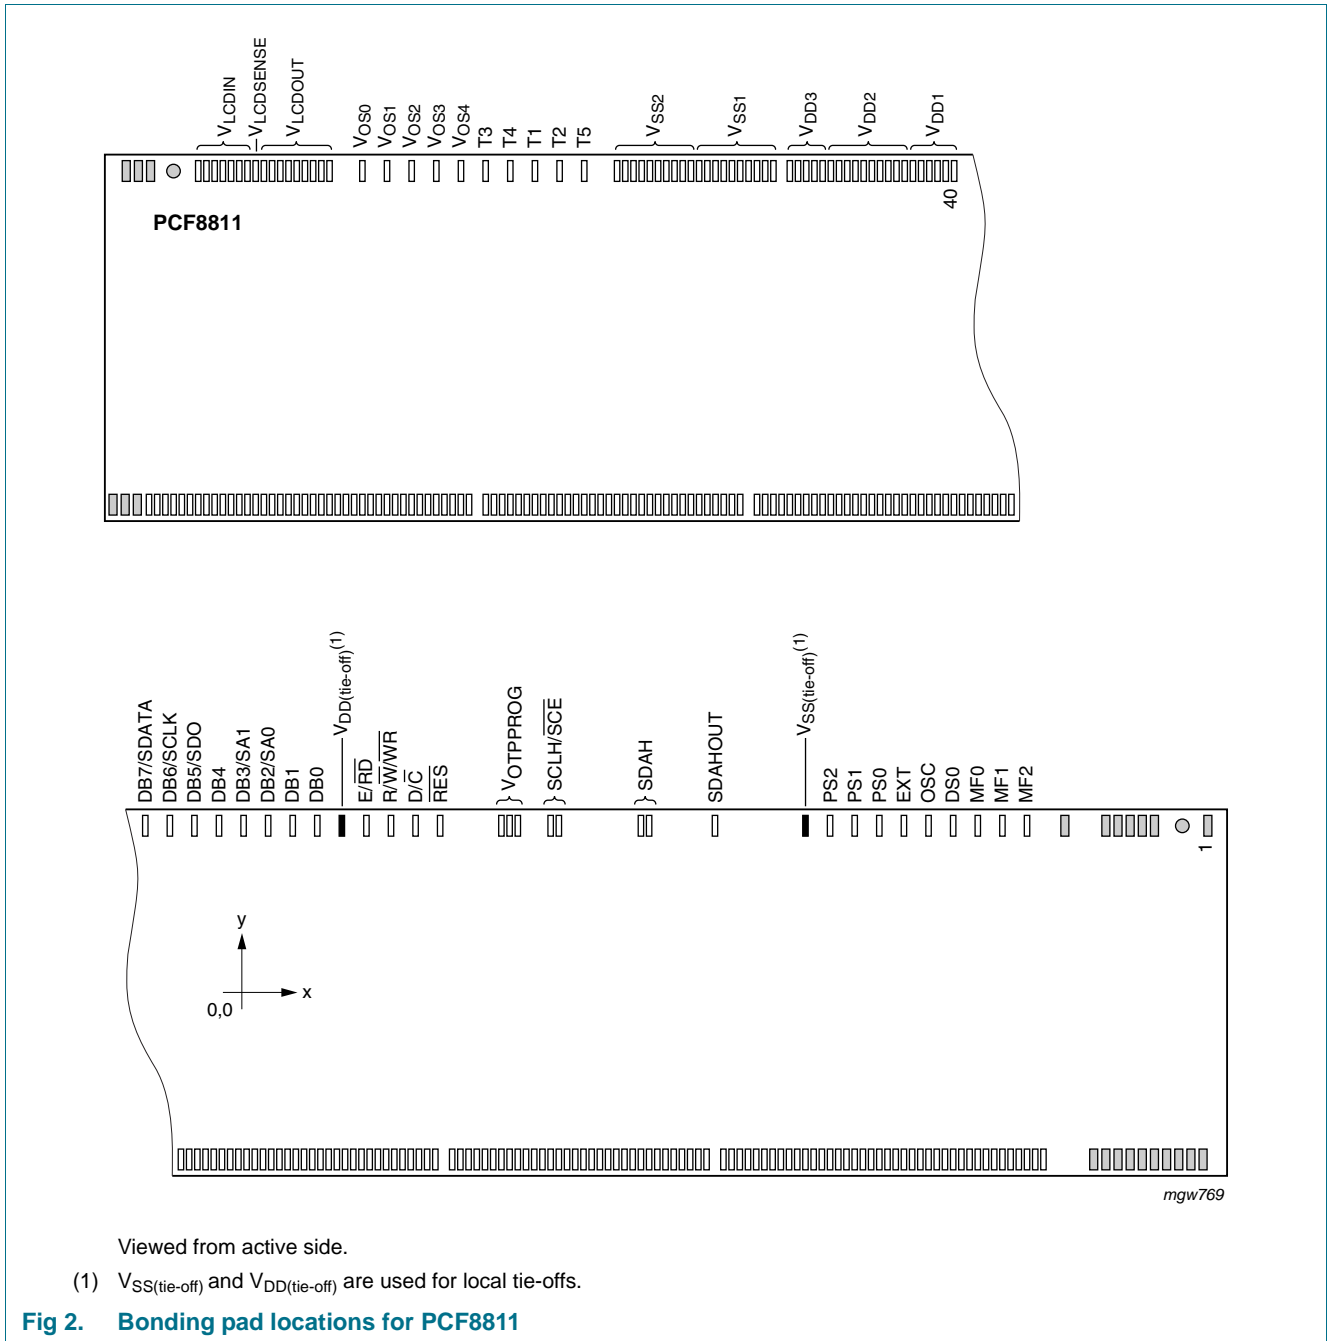 VLCDIN
VLCDSENSE
VLCDOUT
VOS0
VOS1
VOS2
VOS3
VOS4
T3
T4
T1
T2
T5
VSS2
VSS1
VDD3
VDD2
VDD1
40
PCF8811
DB7/SDATA
DB6/SCLK
DB5/SDO
DB4
DB3/SA1
DB2/SA0
DB1
DB0
VDD(tie-off)(1)
E/R̅D̅
R/W̅/W̅R̅
D/C̅
R̅E̅S̅
VOTPPROG
SCLH/S̅C̅E̅
SDAH
SDAHOUT
VSS(tie-off)(1)
PS2
PS1
PS0
EXT
OSC
DS0
MF0
MF1
MF2
1
y
x
0,0
mgw769
Viewed from active side.
(1) VSS(tie-off) and VDD(tie-off) are used for local tie-offs.
Fig 2. Bonding pad locations for PCF8811